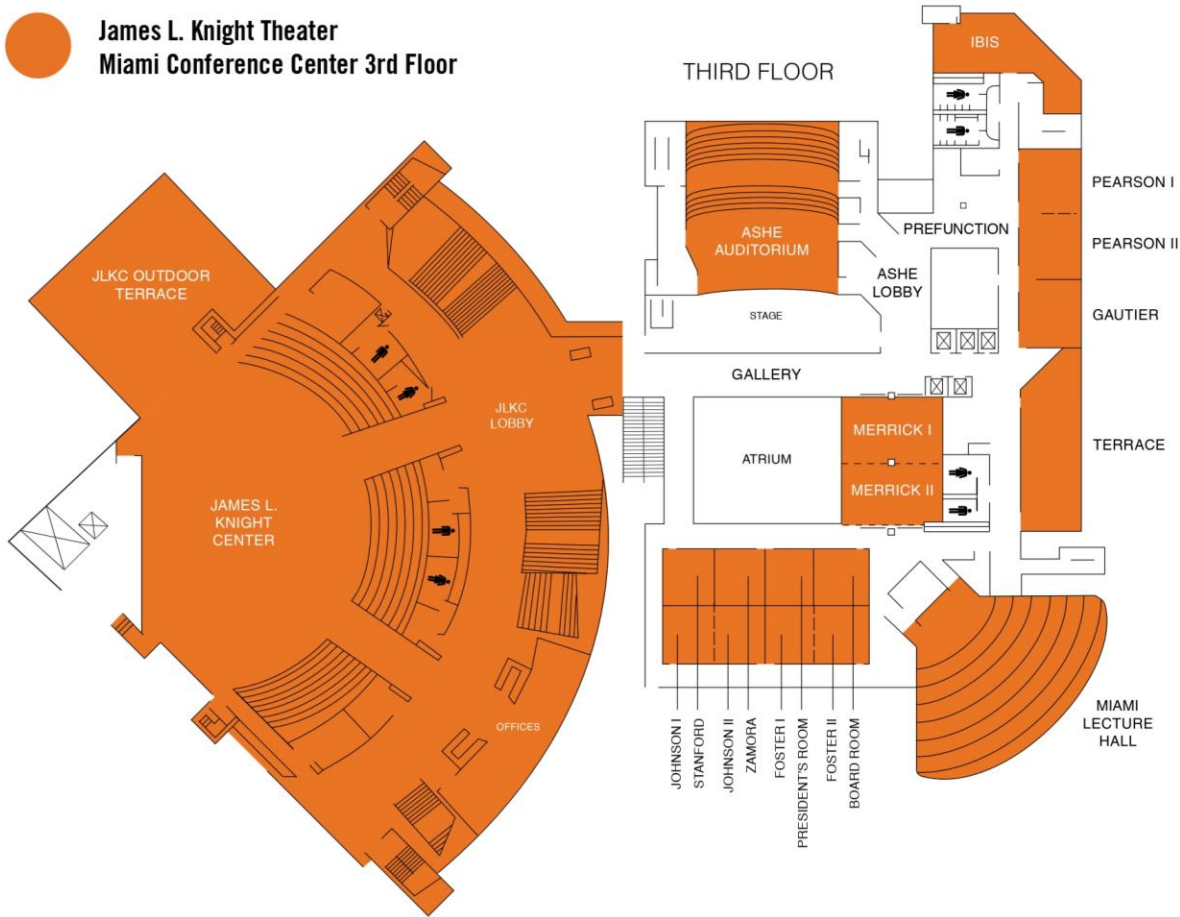 James L. Knight Theater
Miami Conference Center 3rd Floor
THIRD FLOOR
IBIS
PEARSON I
PEARSON II
GAUTIER
TERRACE
PREFUNCTION
ASHE
AUDITORIUM
ASHE
LOBBY
STAGE
GALLERY
JLKC OUTDOOR
TERRACE
JLKC
LOBBY
JAMES L.
KNIGHT
CENTER
OFFICES
ATRIUM
MERRICK I
MERRICK II
JOHNSON I
STANFORD
JOHNSON II
ZAMORA
FOSTER I
PRESIDENT'S ROOM
FOSTER II
BOARD ROOM
MIAMI
LECTURE
HALL